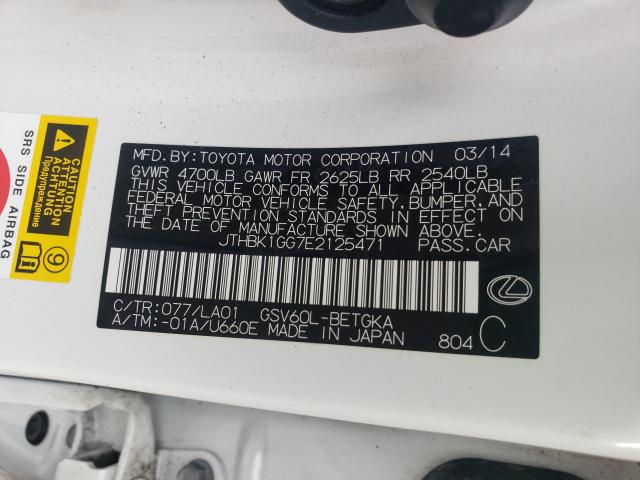 MFD. BY: TOYOTA MOTOR CORPORATION 03/14
GVWR 4700LB GAWR FR 2625LB RR 2540LB
THIS VEHICLE CONFORMS TO ALL APPLICABLE
FEDERAL MOTOR VEHICLE SAFETY, BUMPER, AND
THEFT PREVENTION STANDARDS IN EFFECT ON
THE DATE OF MANUFACTURE SHOWN ABOVE.
JTHBK1GG7E2125471 PASS.CAR
C/TR: 077/LA01 GSV60L-BETGKA
A/TM: -01A/U660E MADE IN JAPAN
804 C
SRS SIDE AIRBAG
CAUTION
ATTENTION
ACHTUNG
Предупреждение
9